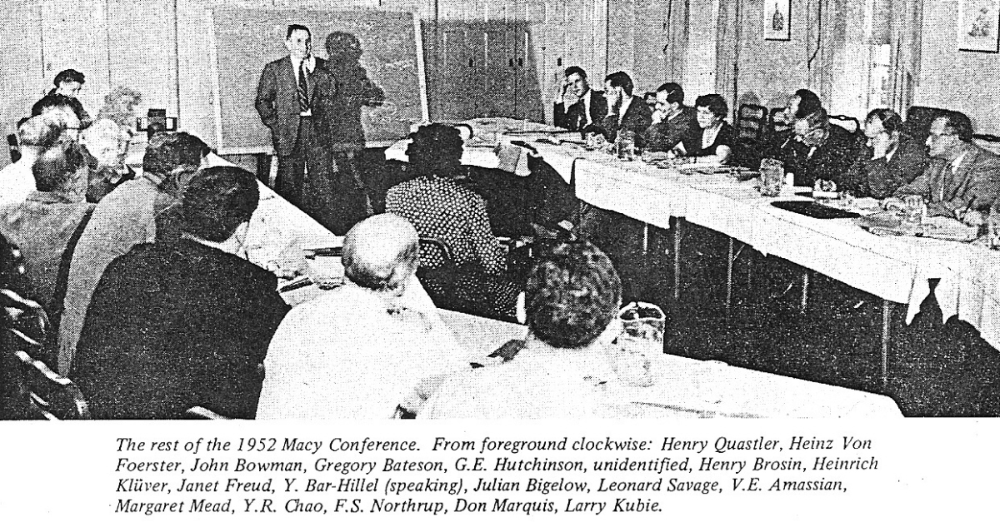 The rest of the 1952 Macy Conference. From foreground clockwise: Henry Quastler, Heinz Von
Foerster, John Bowman, Gregory Bateson, G.E. Hutchinson, unidentified, Henry Brosin, Heinrich
Klüver, Janet Freud, Y. Bar-Hillel (speaking), Julian Bigelow, Leonard Savage, V.E. Amassian,
Margaret Mead, Y.R. Chao, F.S. Northrup, Don Marquis, Larry Kubie.